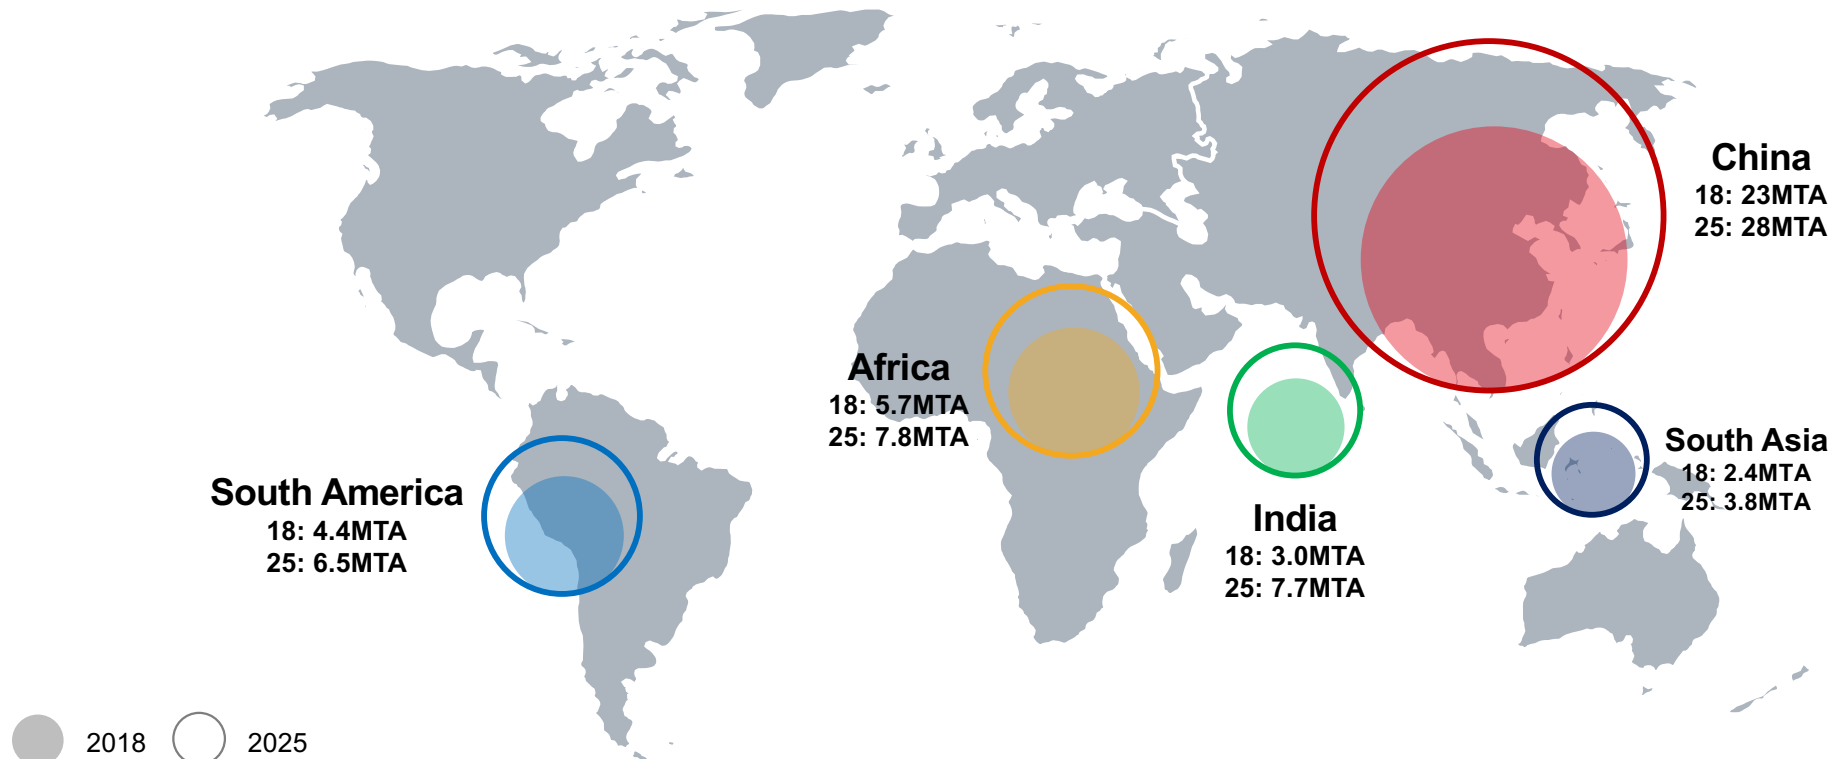 China
18: 23MTA
25: 28MTA
Africa
18: 5.7MTA
25: 7.8MTA
South Asia
18: 2.4MTA
25: 3.8MTA
South America
18: 4.4MTA
25: 6.5MTA
India
18: 3.0MTA
25: 7.7MTA
2018
2025